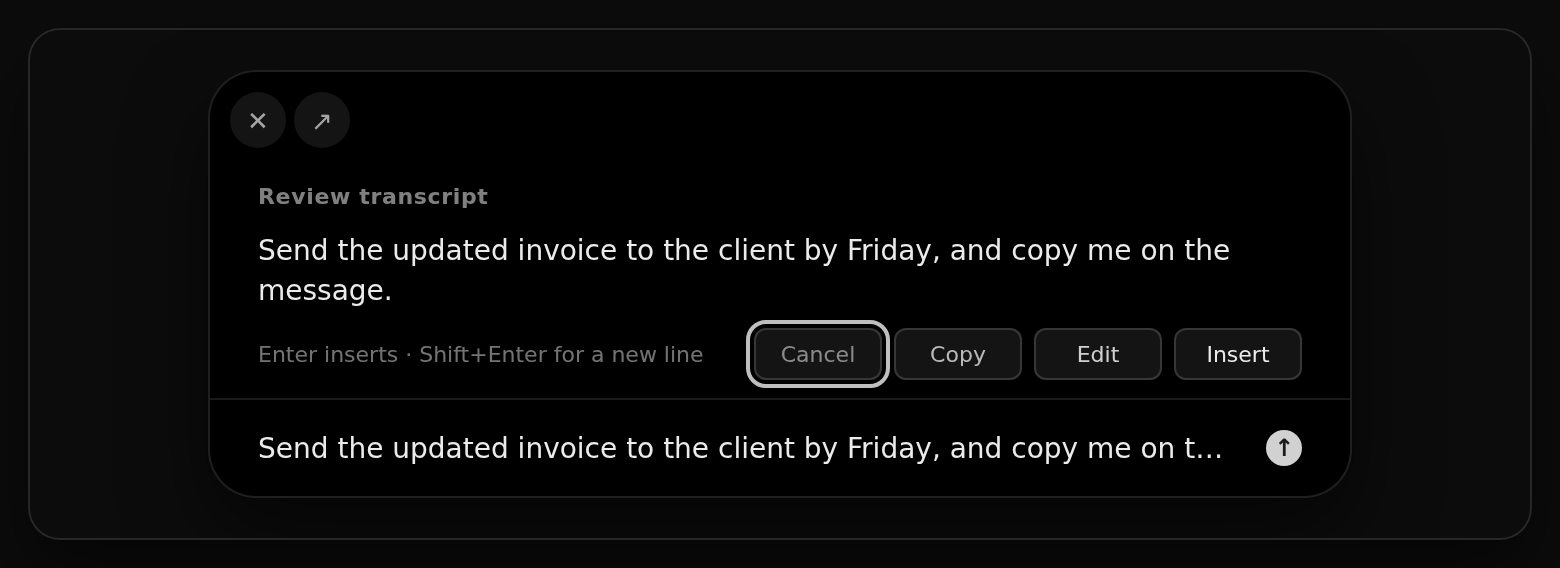 Review transcript
Send the updated invoice to the client by Friday, and copy me on the
message.
Enter inserts · Shift+Enter for a new line
Cancel
Copy
Edit
Insert
Send the updated invoice to the client by Friday, and copy me on t…